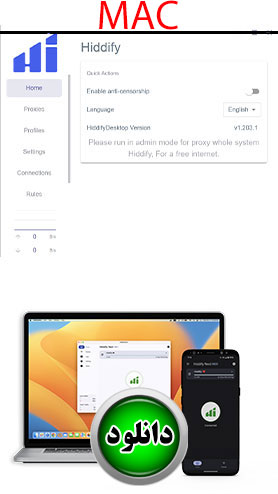 MAC
Hiddify
Quick Actions
Home
Enable anti-censorship
Proxies
Language
English
Profiles
HiddifyDesktop Version
v1.203.1
Settings
Please run in admin mode for proxy whole system
Hiddify, For a free internet.
Connections
Rules
0
0
دانلود